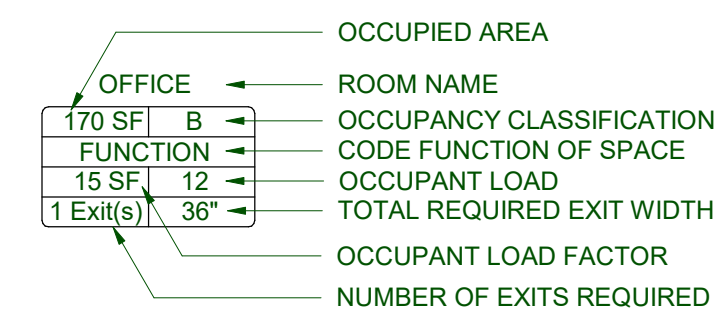 OCCUPIED AREA
OFFICE ROOM NAME
170 SF B OCCUPANCY CLASSIFICATION
FUNCTION CODE FUNCTION OF SPACE
15 SF 12 OCCUPANT LOAD
1 Exit(s) 36" TOTAL REQUIRED EXIT WIDTH
OCCUPANT LOAD FACTOR
NUMBER OF EXITS REQUIRED